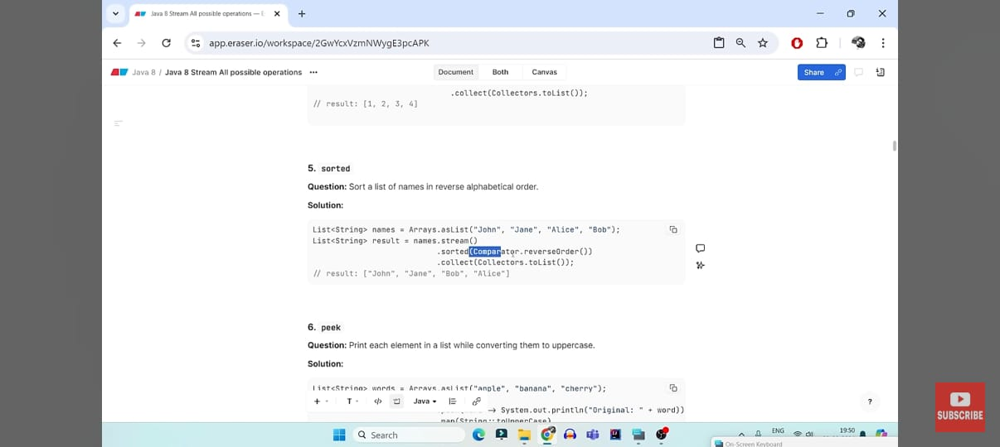 Java 8 Stream All possible operations — E
app.eraser.io/workspace/2GwYcxVzmNWygE3pcAPK
Java 8 / Java 8 Stream All possible operations •••
Document Both Canvas
Share
.collect(Collectors.toList());
// result: [1, 2, 3, 4]
5. sorted
Question: Sort a list of names in reverse alphabetical order.
Solution:
List<String> names = Arrays.asList("John", "Jane", "Alice", "Bob");
List<String> result = names.stream()
.sorted(Comparator.reverseOrder())
.collect(Collectors.toList());
// result: ["John", "Jane", "Bob", "Alice"]
6. peek
Question: Print each element in a list while converting them to uppercase.
Solution:
List<String> words = Arrays.asList("apple", "banana", "cherry");
Java
→ System.out.println("Original: " + word))
map(String::toUpperCase)
?
SUBSCRIBE
Search
ENG
19:50
On-Screen Keyboard